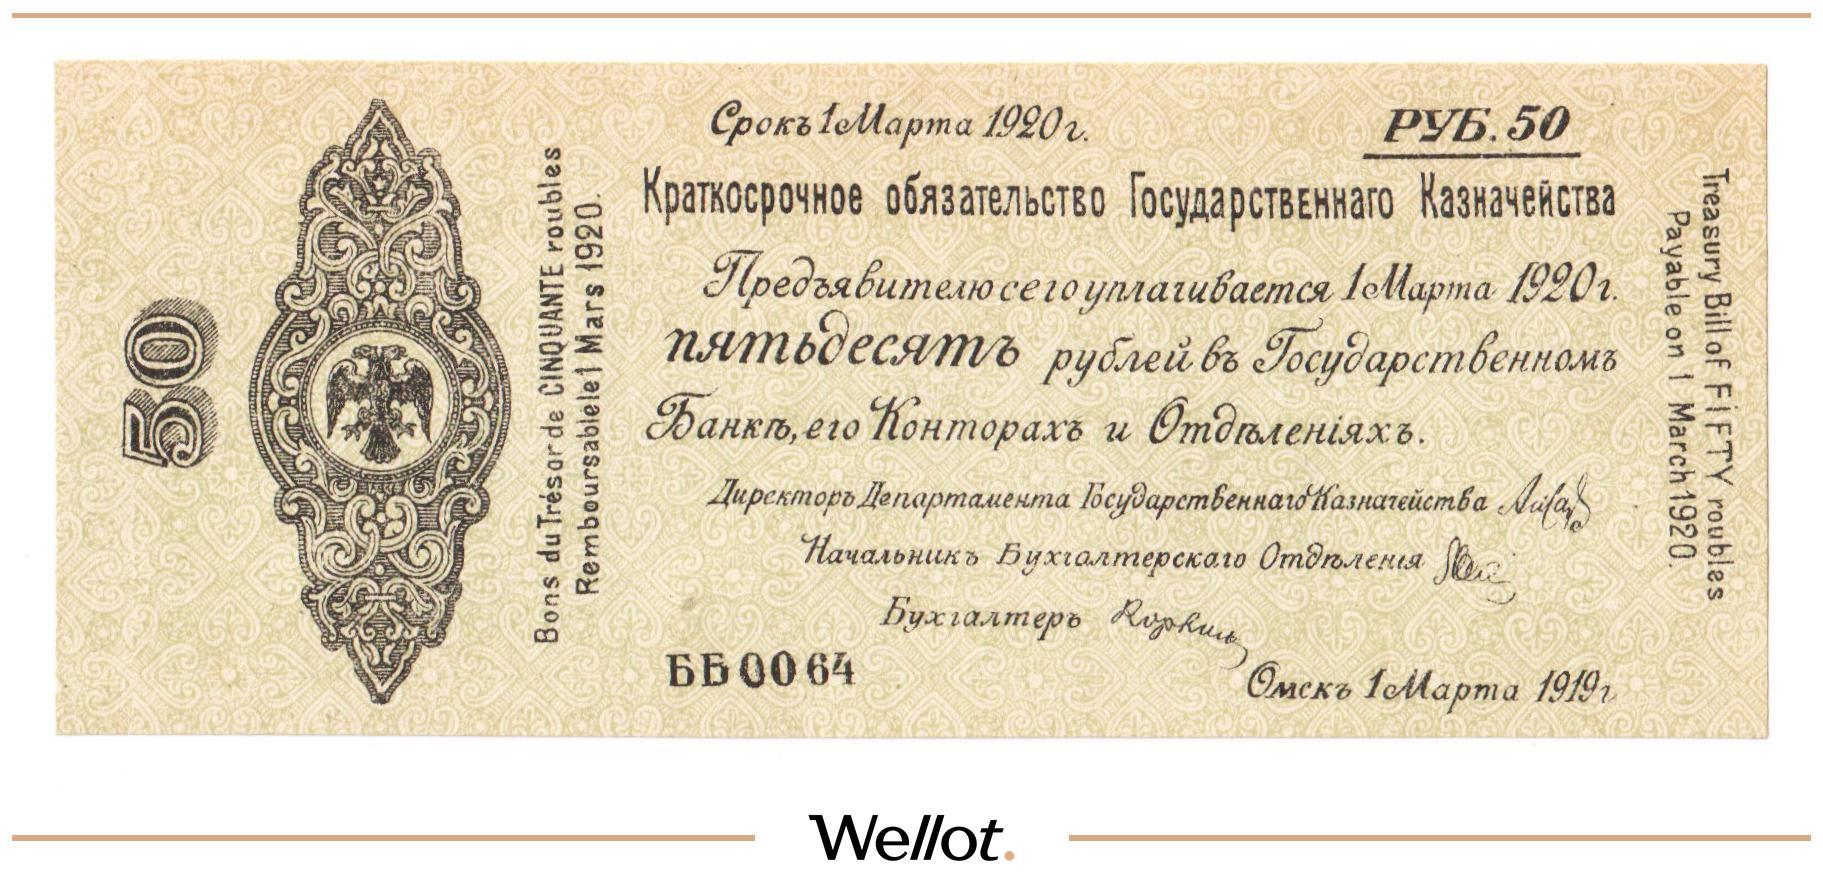 50
Bons du Trésor de CINQUANTE roubles
Remboursable le 1 Mars 1920.
Срокъ 1 Марта 1920 г.
РУБ. 50
Краткосрочное обязательство Государственнаго Казначейства
Предъявителю сего уплачивается 1 Марта 1920 г.
пятьдесятъ рублей въ Государственномъ
Банкѣ, его Конторахъ и Отдѣленіяхъ.
Директоръ Департамента Государственнаго Казначейства
Начальникъ Бухгалтерскаго Отдѣленія
Бухгалтеръ
ББ 0064
Омскъ 1 Марта 1919 г
Treasury Bill of FIFTY roubles
Payable on 1 March 1920.
Wellot.